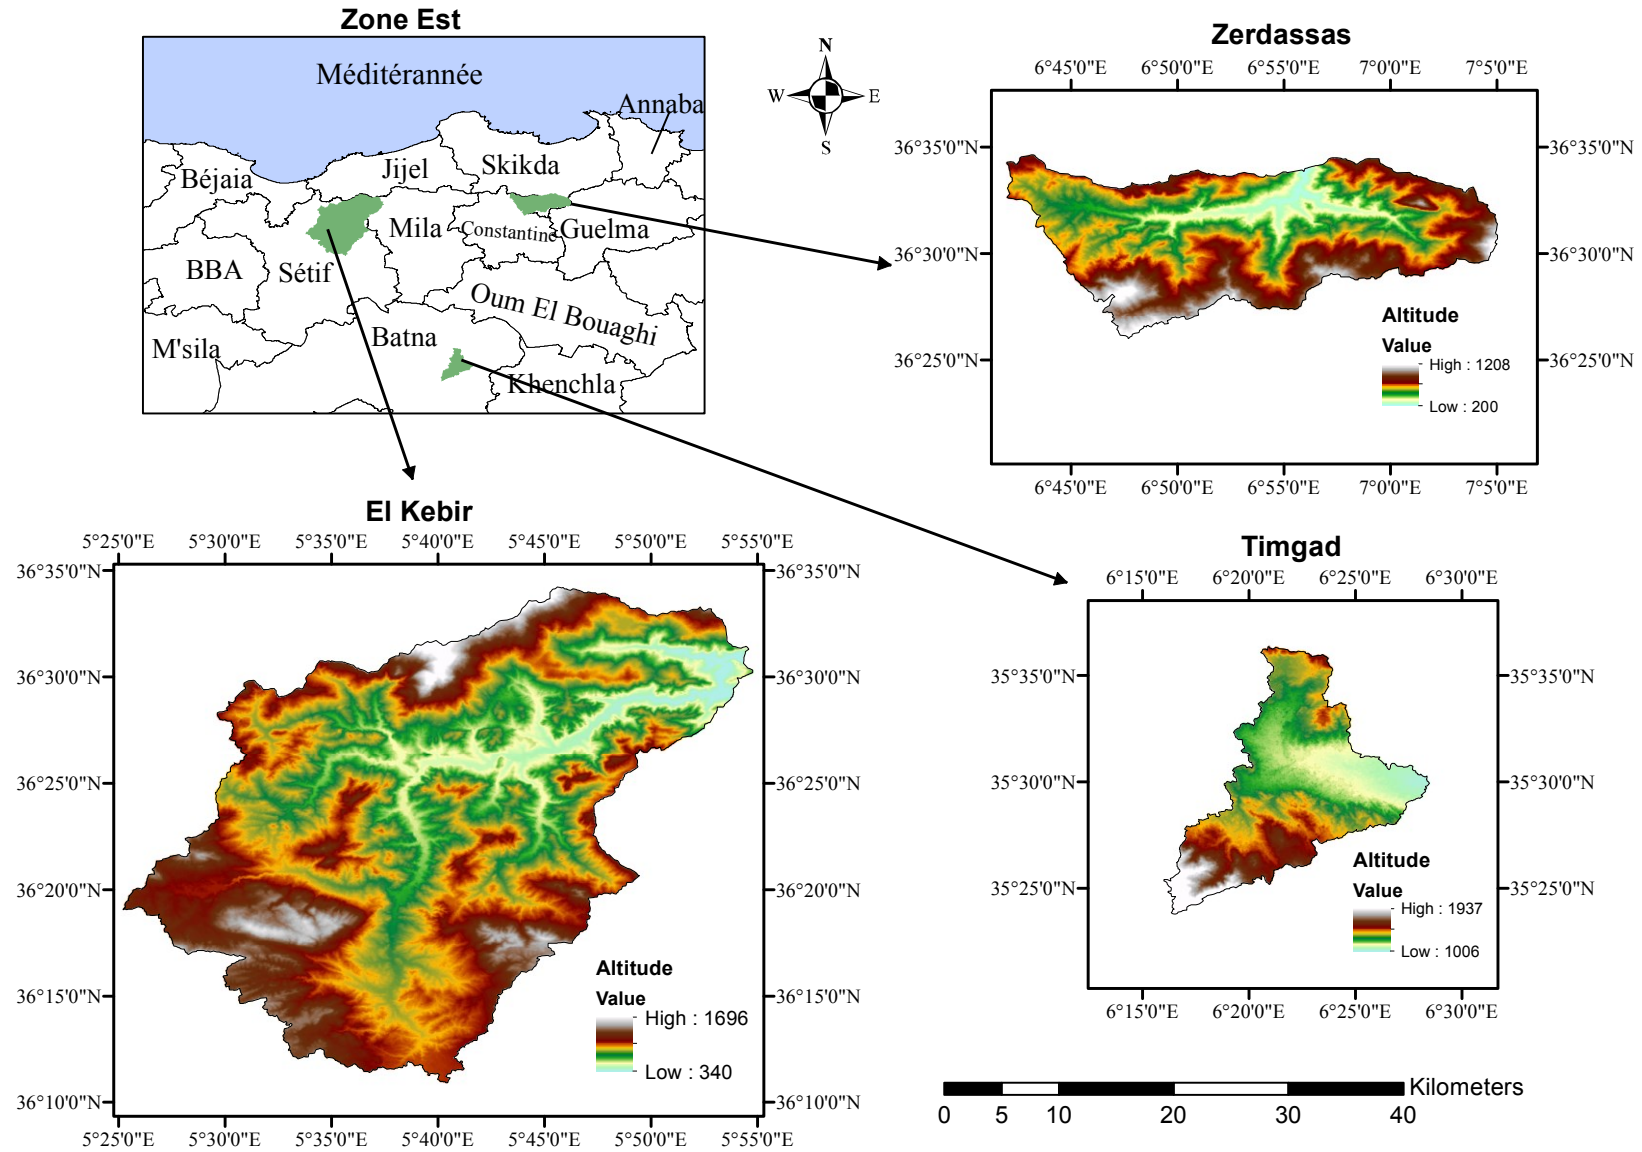 Zone Est
Méditérannée
Annaba
Skikda
Jijel
Béjaia
Mila
Constantine
Guelma
BBA
Sétif
Oum El Bouaghi
Batna
M'sila
Khenchla
N
W
E
S
Zerdassas
6°45'0"E 6°50'0"E 6°55'0"E 7°0'0"E 7°5'0"E
36°35'0"N 36°35'0"N
36°30'0"N 36°30'0"N
36°25'0"N 36°25'0"N
Altitude
Value
High : 1208
Low : 200
6°45'0"E 6°50'0"E 6°55'0"E 7°0'0"E 7°5'0"E
El Kebir
5°25'0"E 5°30'0"E 5°35'0"E 5°40'0"E 5°45'0"E 5°50'0"E 5°55'0"E
36°35'0"N 36°35'0"N
36°30'0"N 36°30'0"N
36°25'0"N 36°25'0"N
36°20'0"N 36°20'0"N
36°15'0"N 36°15'0"N
36°10'0"N 36°10'0"N
Altitude
Value
High : 1696
Low : 340
5°25'0"E 5°30'0"E 5°35'0"E 5°40'0"E 5°45'0"E 5°50'0"E 5°55'0"E
Timgad
6°15'0"E 6°20'0"E 6°25'0"E 6°30'0"E
35°35'0"N 35°35'0"N
35°30'0"N 35°30'0"N
35°25'0"N 35°25'0"N
Altitude
Value
High : 1937
Low : 1006
6°15'0"E 6°20'0"E 6°25'0"E 6°30'0"E
Kilometers
0 5 10 20 30 40